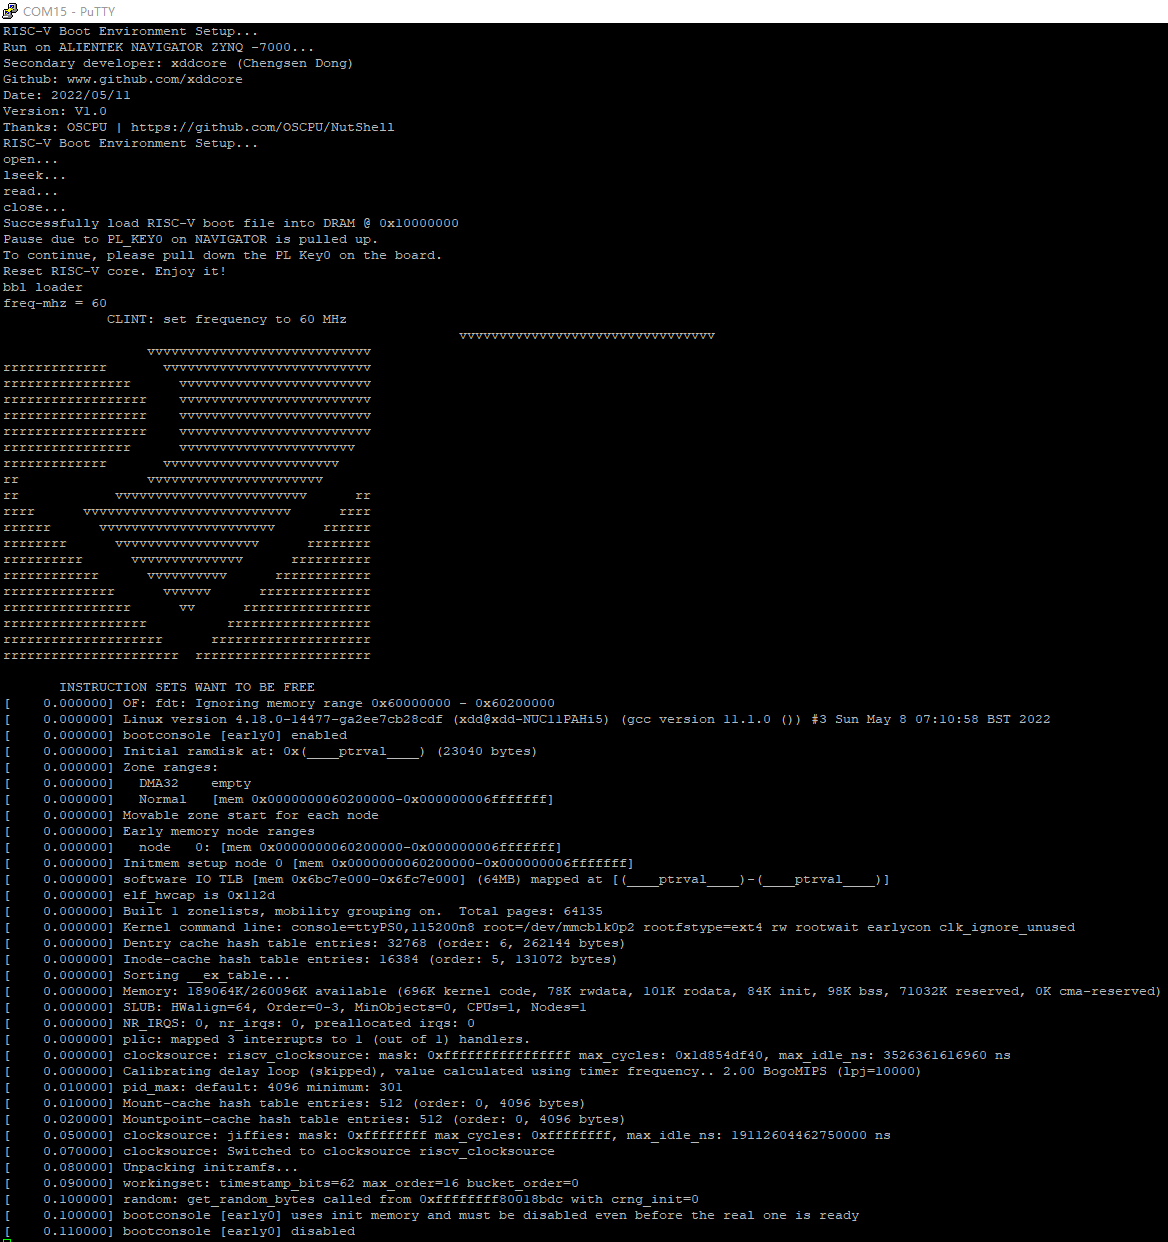 COM15 - PuTTY
RISC-V Boot Environment Setup...
Run on ALIENTEK NAVIGATOR ZYNQ -7000...
Secondary developer: xddcore (Chengsen Dong)
Github: www.github.com/xddcore
Date: 2022/05/11
Version: V1.0
Thanks: OSCPU | https://github.com/OSCPU/NutShell
RISC-V Boot Environment Setup...
open...
lseek...
read...
close...
Successfully load RISC-V boot file into DRAM @ 0x10000000
Pause due to PL_KEY0 on NAVIGATOR is pulled up.
To continue, please pull down the PL Key0 on the board.
Reset RISC-V core. Enjoy it!
bbl loader
freq-mhz = 60
             CLINT: set frequency to 60 MHz
                                                         vvvvvvvvvvvvvvvvvvvvvvvvvvvvvvvv
                  vvvvvvvvvvvvvvvvvvvvvvvvvvvv
rrrrrrrrrrrrr       vvvvvvvvvvvvvvvvvvvvvvvvvv
rrrrrrrrrrrrrrrr      vvvvvvvvvvvvvvvvvvvvvvvv
rrrrrrrrrrrrrrrrrr    vvvvvvvvvvvvvvvvvvvvvvvv
rrrrrrrrrrrrrrrrrr    vvvvvvvvvvvvvvvvvvvvvvvv
rrrrrrrrrrrrrrrrrr    vvvvvvvvvvvvvvvvvvvvvvvv
rrrrrrrrrrrrrrrr      vvvvvvvvvvvvvvvvvvvvvv
rrrrrrrrrrrrr       vvvvvvvvvvvvvvvvvvvvvv
rr                vvvvvvvvvvvvvvvvvvvvvv
rr            vvvvvvvvvvvvvvvvvvvvvvvv      rr
rrrr      vvvvvvvvvvvvvvvvvvvvvvvvvv      rrrr
rrrrrr      vvvvvvvvvvvvvvvvvvvvvv      rrrrrr
rrrrrrrr      vvvvvvvvvvvvvvvvvv      rrrrrrrr
rrrrrrrrrr      vvvvvvvvvvvvvv      rrrrrrrrrr
rrrrrrrrrrrr      vvvvvvvvvv      rrrrrrrrrrrr
rrrrrrrrrrrrrr      vvvvvv      rrrrrrrrrrrrrr
rrrrrrrrrrrrrrrr      vv      rrrrrrrrrrrrrrrr
rrrrrrrrrrrrrrrrrr          rrrrrrrrrrrrrrrrrr
rrrrrrrrrrrrrrrrrrrr      rrrrrrrrrrrrrrrrrrrr
rrrrrrrrrrrrrrrrrrrrrr  rrrrrrrrrrrrrrrrrrrrrr
       INSTRUCTION SETS WANT TO BE FREE
[    0.000000] OF: fdt: Ignoring memory range 0x60000000 - 0x60200000
[    0.000000] Linux version 4.18.0-14477-ga2ee7cb28cdf (xdd@xdd-NUC11PAHi5) (gcc version 11.1.0 ()) #3 Sun May 8 07:10:58 BST 2022
[    0.000000] bootconsole [early0] enabled
[    0.000000] Initial ramdisk at: 0x(____ptrval____) (23040 bytes)
[    0.000000] Zone ranges:
[    0.000000]   DMA32    empty
[    0.000000]   Normal   [mem 0x0000000060200000-0x000000006fffffff]
[    0.000000] Movable zone start for each node
[    0.000000] Early memory node ranges
[    0.000000]   node   0: [mem 0x0000000060200000-0x000000006fffffff]
[    0.000000] Initmem setup node 0 [mem 0x0000000060200000-0x000000006fffffff]
[    0.000000] software IO TLB [mem 0x6bc7e000-0x6fc7e000] (64MB) mapped at [(____ptrval____)-(____ptrval____)]
[    0.000000] elf_hwcap is 0x112d
[    0.000000] Built 1 zonelists, mobility grouping on.  Total pages: 64135
[    0.000000] Kernel command line: console=ttyPS0,115200n8 root=/dev/mmcblk0p2 rootfstype=ext4 rw rootwait earlycon clk_ignore_unused
[    0.000000] Dentry cache hash table entries: 32768 (order: 6, 262144 bytes)
[    0.000000] Inode-cache hash table entries: 16384 (order: 5, 131072 bytes)
[    0.000000] Sorting __ex_table...
[    0.000000] Memory: 189064K/260096K available (696K kernel code, 78K rwdata, 101K rodata, 84K init, 98K bss, 71032K reserved, 0K cma-reserved)
[    0.000000] SLUB: HWalign=64, Order=0-3, MinObjects=0, CPUs=1, Nodes=1
[    0.000000] NR_IRQS: 0, nr_irqs: 0, preallocated irqs: 0
[    0.000000] plic: mapped 3 interrupts to 1 (out of 1) handlers.
[    0.000000] clocksource: riscv_clocksource: mask: 0xffffffffffffffff max_cycles: 0x1d854df40, max_idle_ns: 3526361616960 ns
[    0.000000] Calibrating delay loop (skipped), value calculated using timer frequency.. 2.00 BogoMIPS (lpj=10000)
[    0.010000] pid_max: default: 4096 minimum: 301
[    0.010000] Mount-cache hash table entries: 512 (order: 0, 4096 bytes)
[    0.020000] Mountpoint-cache hash table entries: 512 (order: 0, 4096 bytes)
[    0.050000] clocksource: jiffies: mask: 0xffffffff max_cycles: 0xffffffff, max_idle_ns: 19112604462750000 ns
[    0.070000] clocksource: Switched to clocksource riscv_clocksource
[    0.080000] Unpacking initramfs...
[    0.090000] workingset: timestamp_bits=62 max_order=16 bucket_order=0
[    0.100000] random: get_random_bytes called from 0xffffffff80018bdc with crng_init=0
[    0.100000] bootconsole [early0] uses init memory and must be disabled even before the real one is ready
[    0.110000] bootconsole [early0] disabled